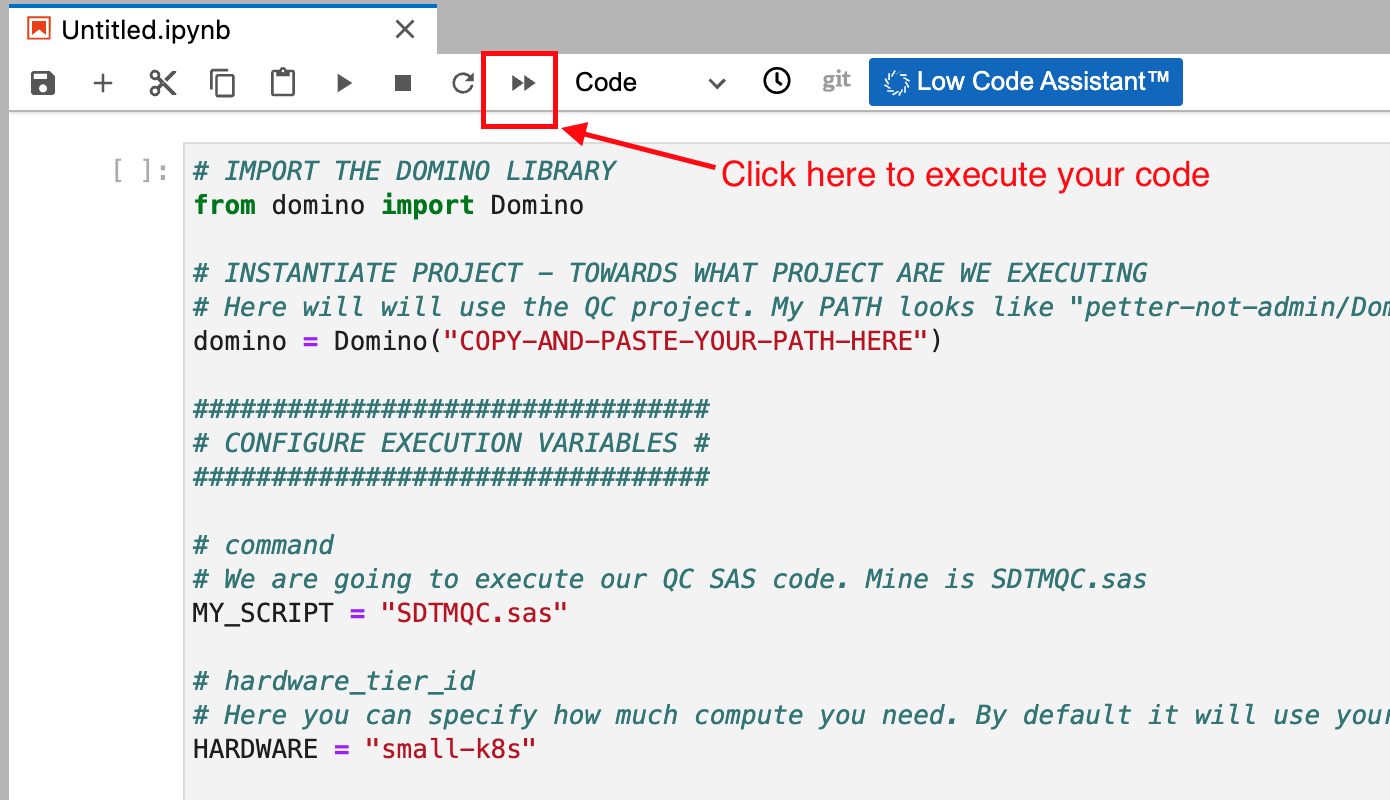 Untitled.ipynb
Code git Low Code Assistant™
Click here to execute your code
[ ]:
# IMPORT THE DOMINO LIBRARY
from domino import Domino
# INSTANTIATE PROJECT - TOWARDS WHAT PROJECT ARE WE EXECUTING
# Here will will use the QC project. My PATH looks like "petter-not-admin/Dom
domino = Domino("COPY-AND-PASTE-YOUR-PATH-HERE")
#################################
# CONFIGURE EXECUTION VARIABLES #
#################################
# command
# We are going to execute our QC SAS code. Mine is SDTMQC.sas
MY_SCRIPT = "SDTMQC.sas"
# hardware_tier_id
# Here you can specify how much compute you need. By default it will use your
HARDWARE = "small-k8s"